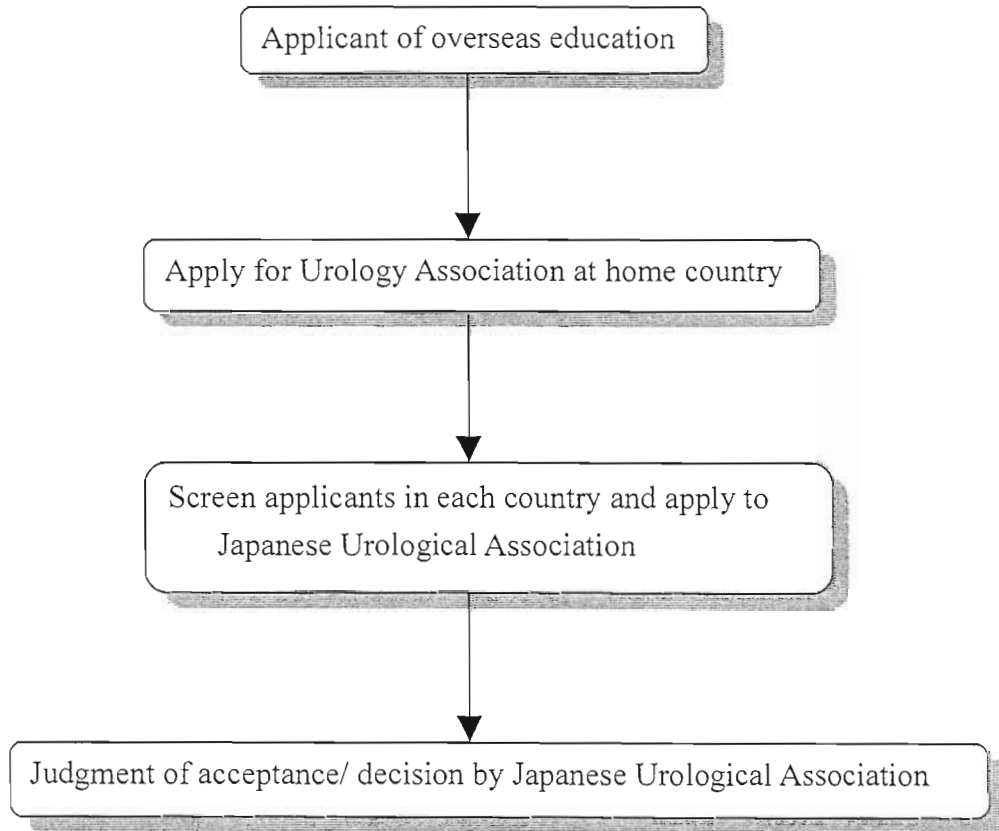 Applicant of overseas education
Apply for Urology Association at home country
Screen applicants in each country and apply to
Japanese Urological Association
Judgment of acceptance/ decision by Japanese Urological Association